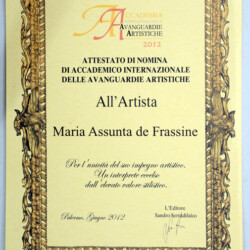 ACCADEMIA
AVANGUARDIE
ARTISTICHE
2012
ATTESTATO DI NOMINA
DI ACCADEMICO INTERNAZIONALE
DELLE AVANGUARDIE ARTISTICHE
All'Artista
Maria Assunta de Frassine
Per l'unicità del suo impegno artistico.
Un interprete eccelso
dall'elevato valore stilistico.
L'Editore
Sandro Serradifalco
Palermo, Giugno 2012